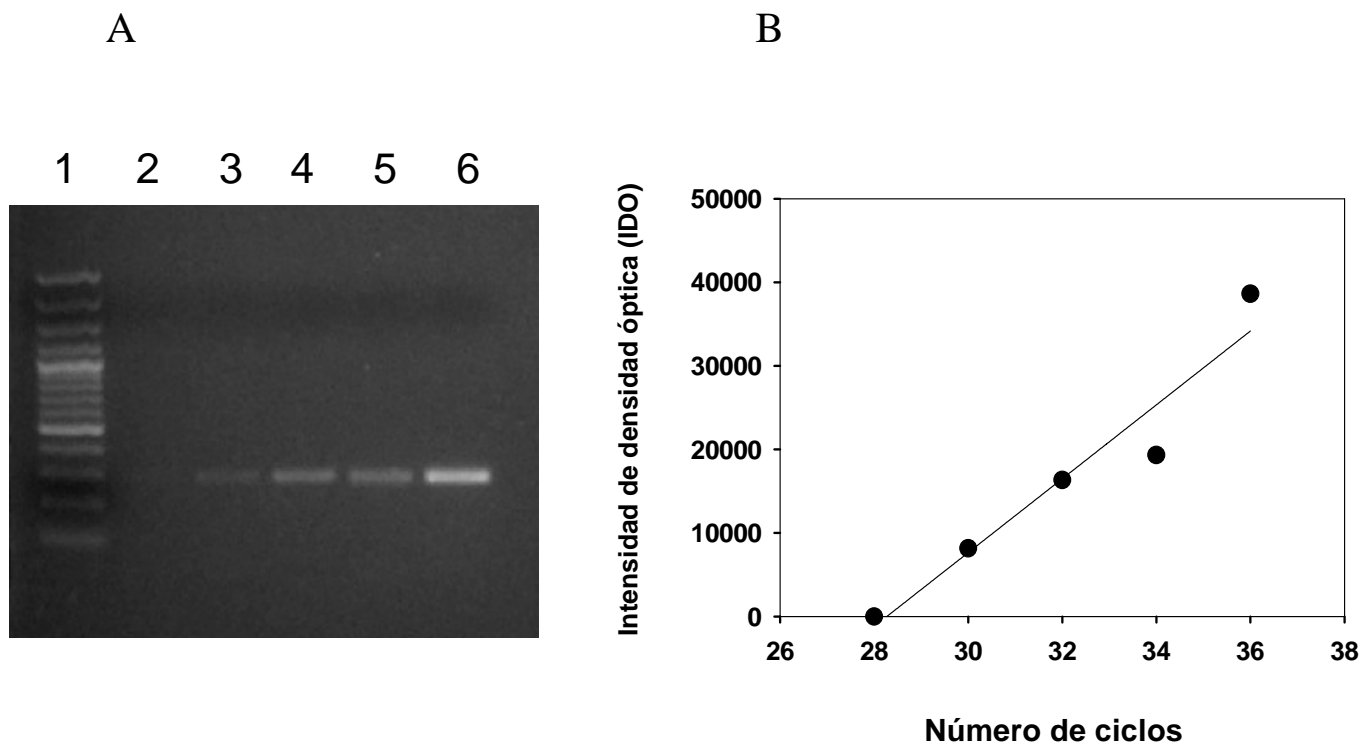 A
B
1 2 3 4 5 6
Intensidad de densidad óptica (IDO)
50000
40000
30000
20000
10000
0
26 28 30 32 34 36 38
Número de ciclos